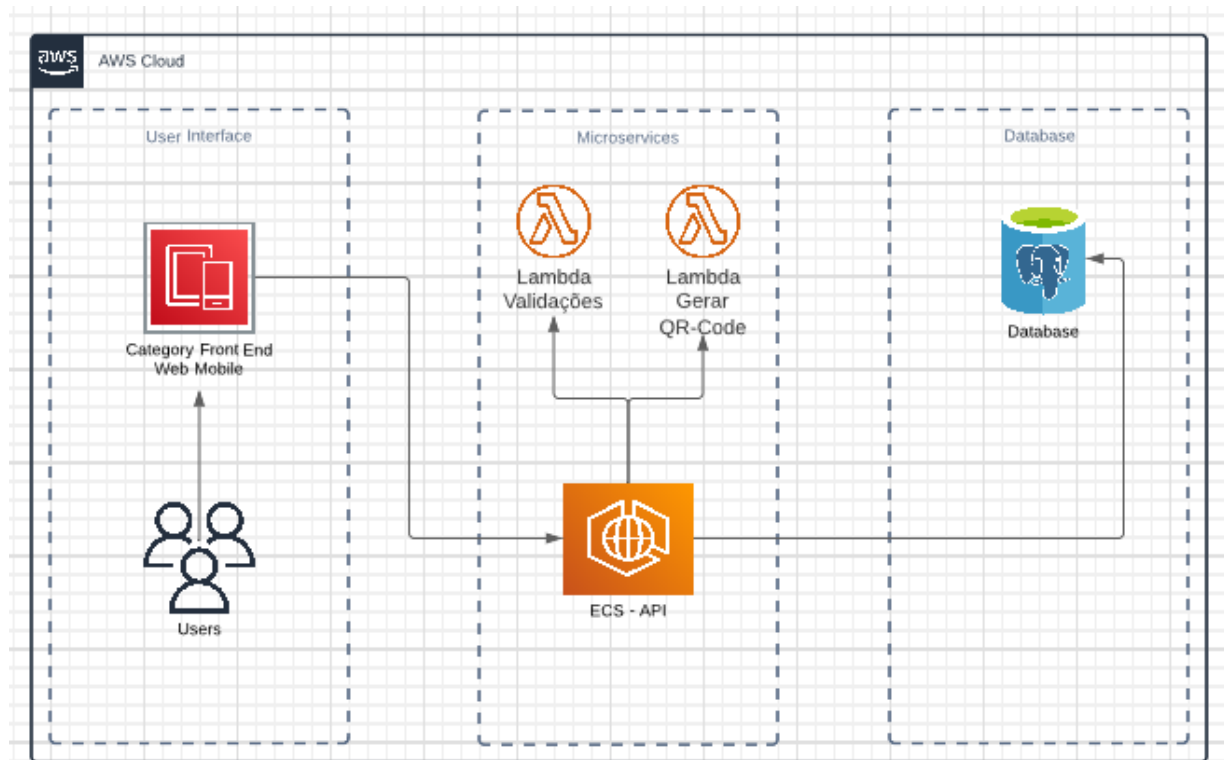 aws
AWS Cloud
User Interface
Microservices
Database
Lambda
Validações
Lambda
Gerar
QR-Code
Database
Category Front End
Web Mobile
ECS - API
Users